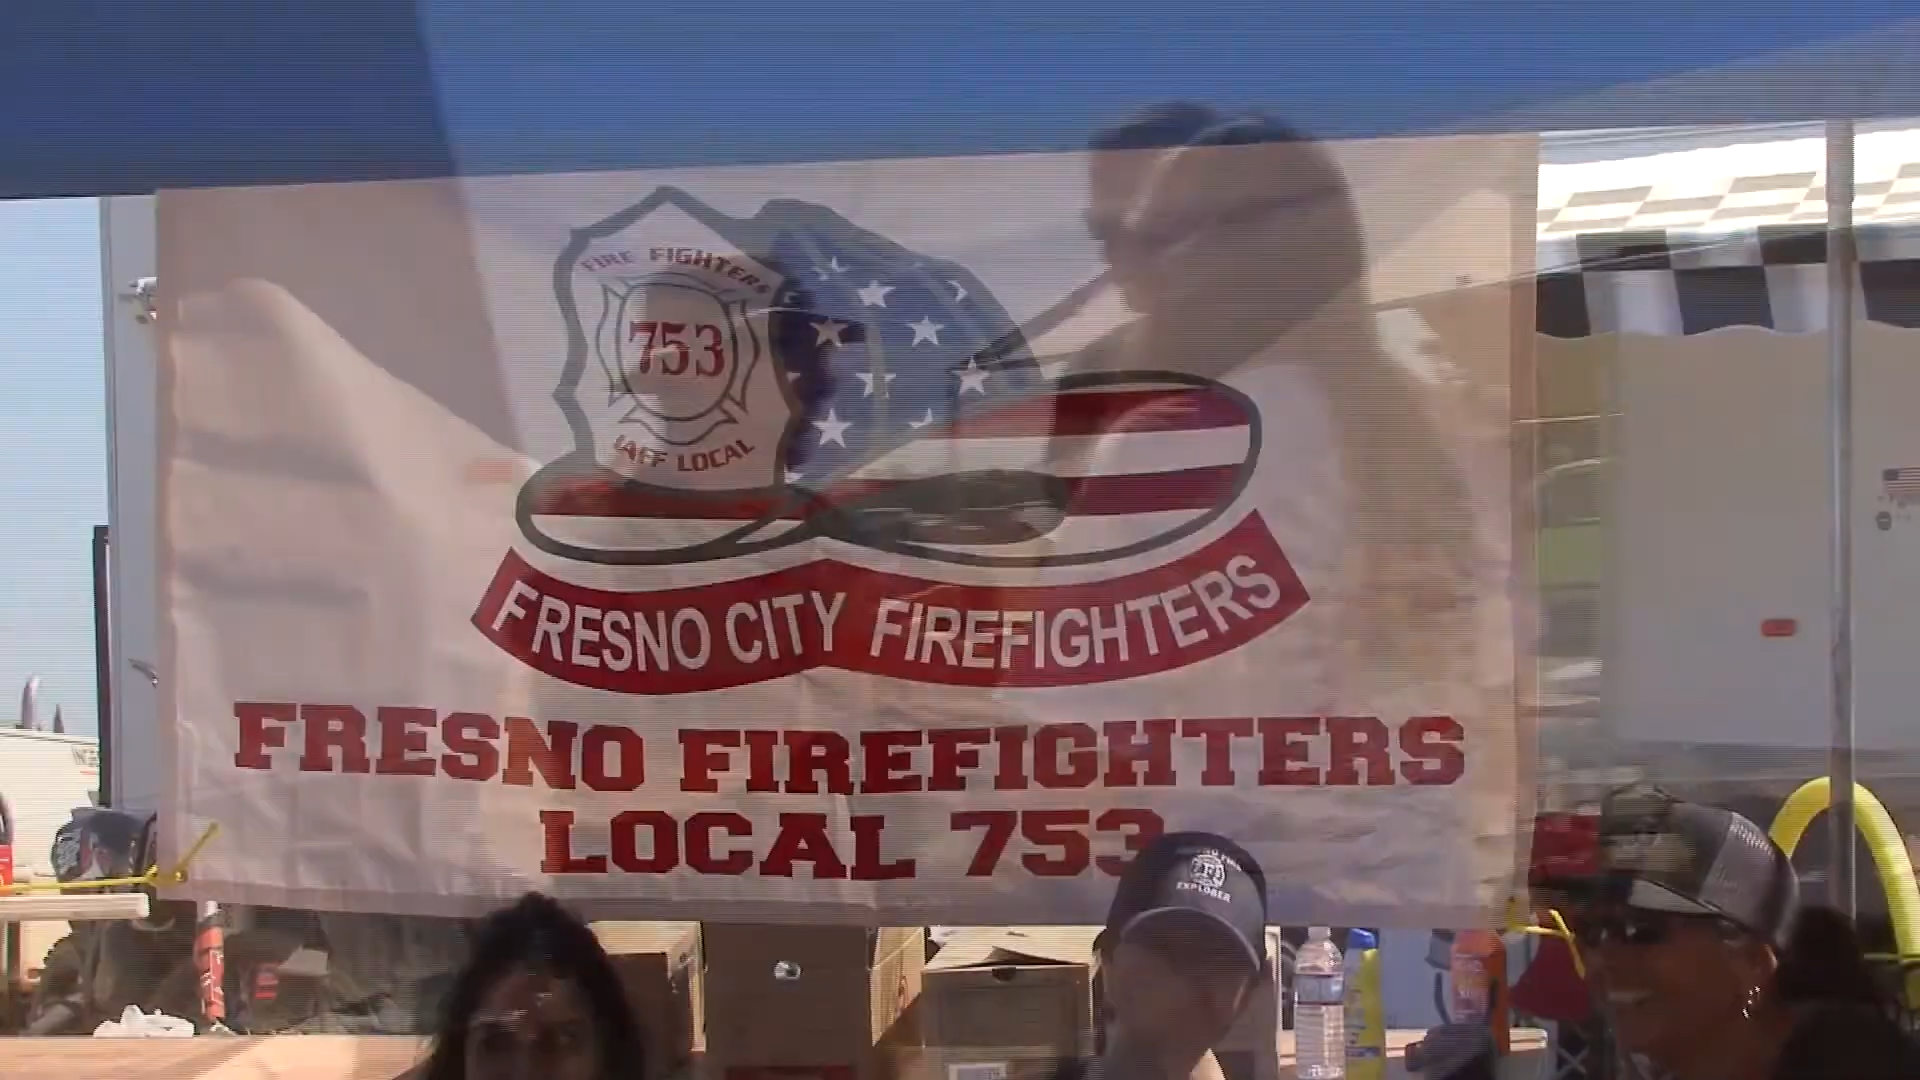 FIRE FIGHTERS
753
IAFF LOCAL
FRESNO CITY FIREFIGHTERS
FRESNO FIREFIGHTERS
LOCAL 753
EXPLORER